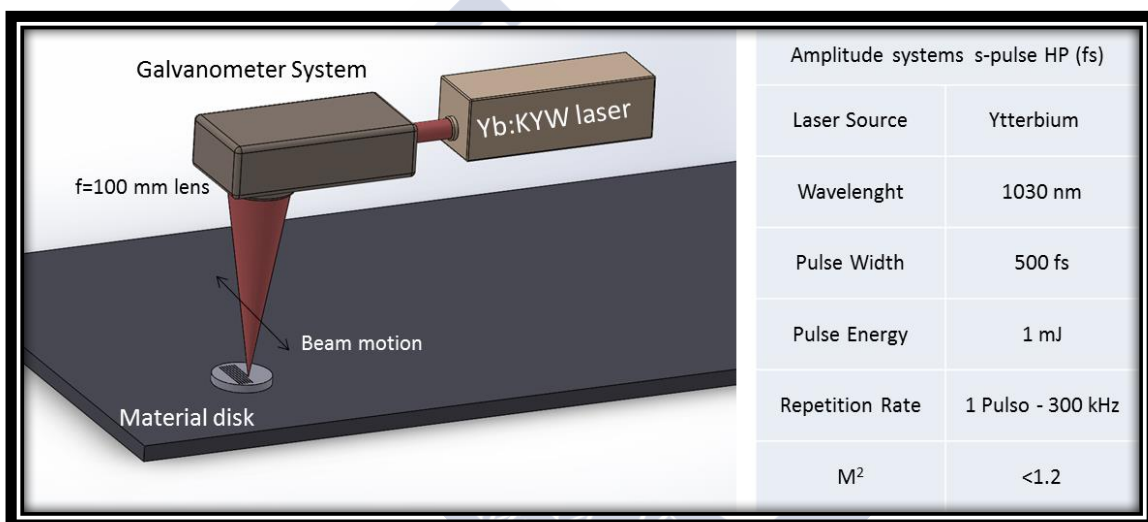 Galvanometer System
Yb:KYW laser
f=100 mm lens
Beam motion
Material disk
Amplitude systems s-pulse HP (fs)
Laser Source Ytterbium
Wavelenght 1030 nm
Pulse Width 500 fs
Pulse Energy 1 mJ
Repetition Rate 1 Pulso - 300 kHz
M² <1.2